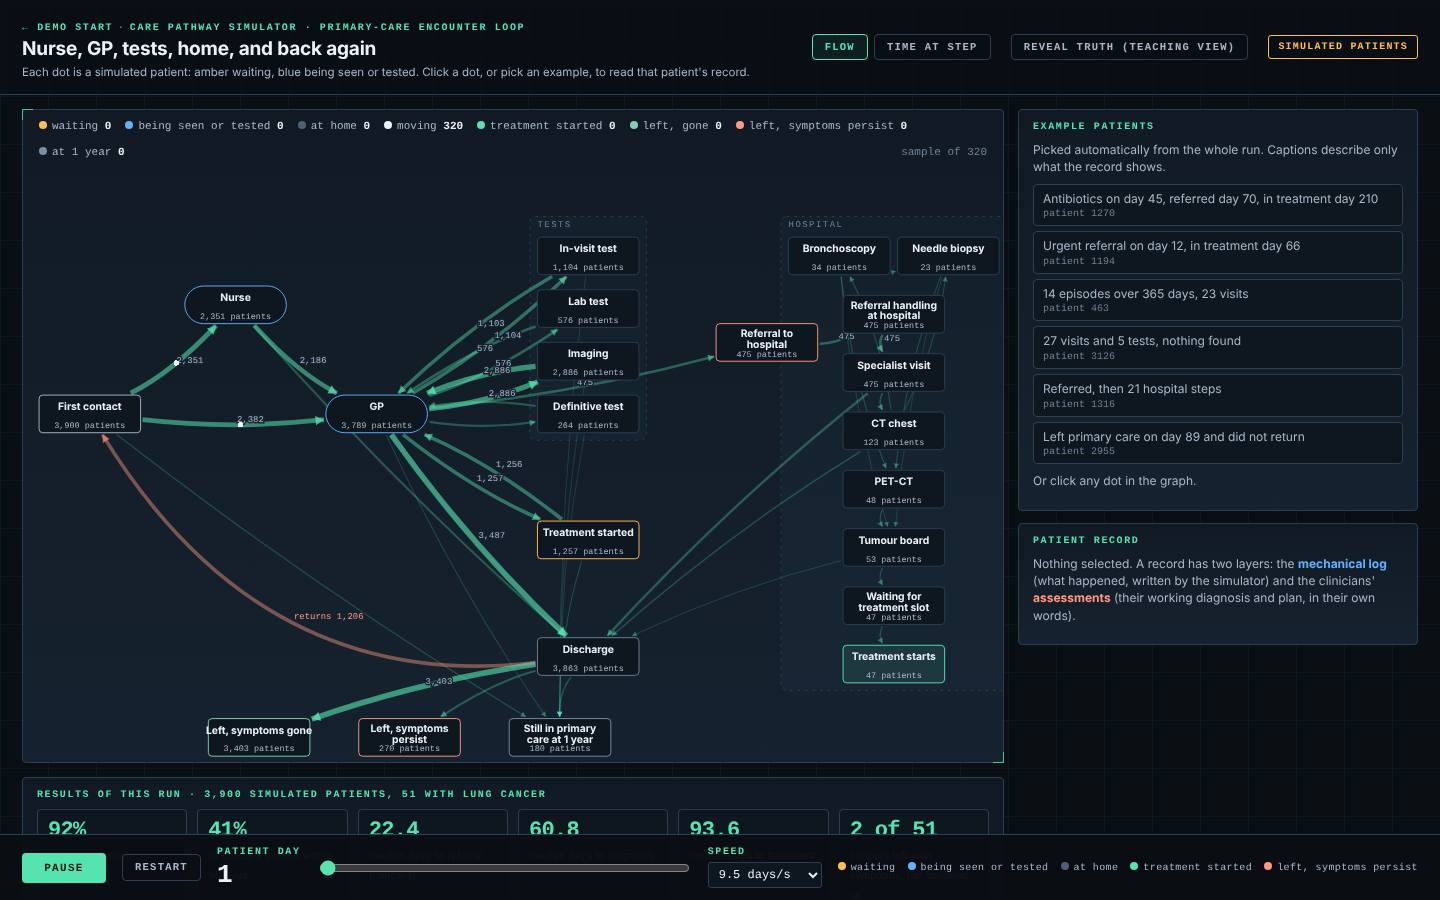 ← DEMO START · CARE PATHWAY SIMULATOR · PRIMARY-CARE ENCOUNTER LOOP
Nurse, GP, tests, home, and back again
Each dot is a simulated patient: amber waiting, blue being seen or tested. Click a dot, or pick an example, to read that patient's record.
FLOW
TIME AT STEP
REVEAL TRUTH (TEACHING VIEW)
SIMULATED PATIENTS
waiting 0
being seen or tested 0
at home 0
moving 320
treatment started 0
left, gone 0
left, symptoms persist 0
at 1 year 0
sample of 320
TESTS
HOSPITAL
In-visit test
1,104 patients
Bronchoscopy
34 patients
Needle biopsy
23 patients
Nurse
2,351 patients
Lab test
576 patients
Referral handling
at hospital
475 patients
1,103
1,104
576
Referral to
hospital
475 patients
475
475
2,351
2,186
Imaging
2,886 patients
576
2,886
475
Specialist visit
475 patients
2,886
First contact
3,900 patients
2,382
GP
3,789 patients
Definitive test
264 patients
CT chest
123 patients
1,256
1,257
PET-CT
48 patients
3,487
Treatment started
1,257 patients
Tumour board
53 patients
returns 1,206
Waiting for
treatment slot
47 patients
Discharge
3,863 patients
Treatment starts
47 patients
3,403
Left, symptoms gone
3,403 patients
Left, symptoms
persist
270 patients
Still in primary
care at 1 year
180 patients
EXAMPLE PATIENTS
Picked automatically from the whole run. Captions describe only
what the record shows.
Antibiotics on day 45, referred day 70, in treatment day 210
patient 1270
Urgent referral on day 12, in treatment day 66
patient 1194
14 episodes over 365 days, 23 visits
patient 463
27 visits and 5 tests, nothing found
patient 3126
Referred, then 21 hospital steps
patient 1316
Left primary care on day 89 and did not return
patient 2955
Or click any dot in the graph.
PATIENT RECORD
Nothing selected. A record has two layers: the mechanical log
(what happened, written by the simulator) and the clinicians'
assessments (their working diagnosis and plan, in their own
words).
RESULTS OF THIS RUN · 3,900 SIMULATED PATIENTS, 51 WITH LUNG CANCER
92%
41%
22.4
60.8
93.6
2 of 51
PAUSE
RESTART
PATIENT DAY
1
SPEED
9.5 days/s
waiting
being seen or tested
at home
treatment started
left, symptoms persist